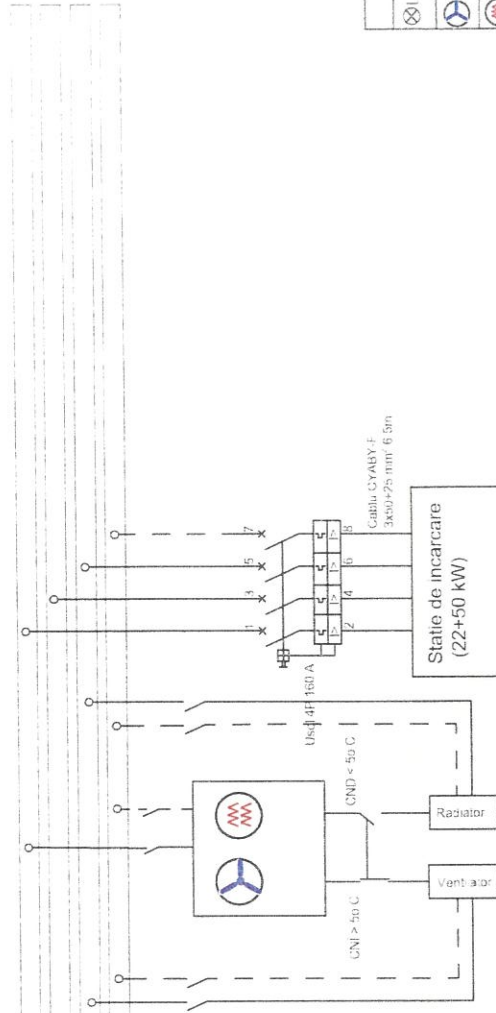 1
3
5
7
Usol 4P 160 A
2
4
6
8
Cablu CYABY-F
3x50+25 mm² 6.5m
Statie de incarcare
(22+50 kW)
CNI > 5o C
CND < 5o C
Ventilator
Radiator